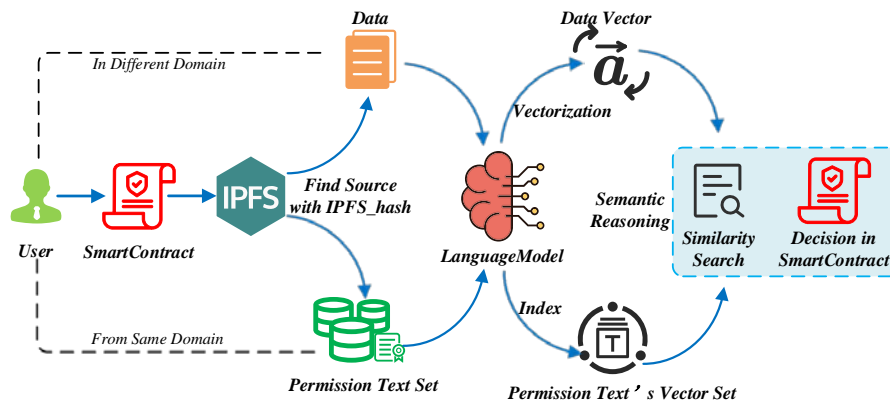 Data
Data Vector
In Different Domain
a
Vectorization
IPFS
Find Source
with IPFS_hash
Semantic
Reasoning
User
SmartContract
LanguageModel
Similarity
Search
Decision in
SmartContract
From Same Domain
Index
T
Permission Text Set
Permission Text's Vector Set